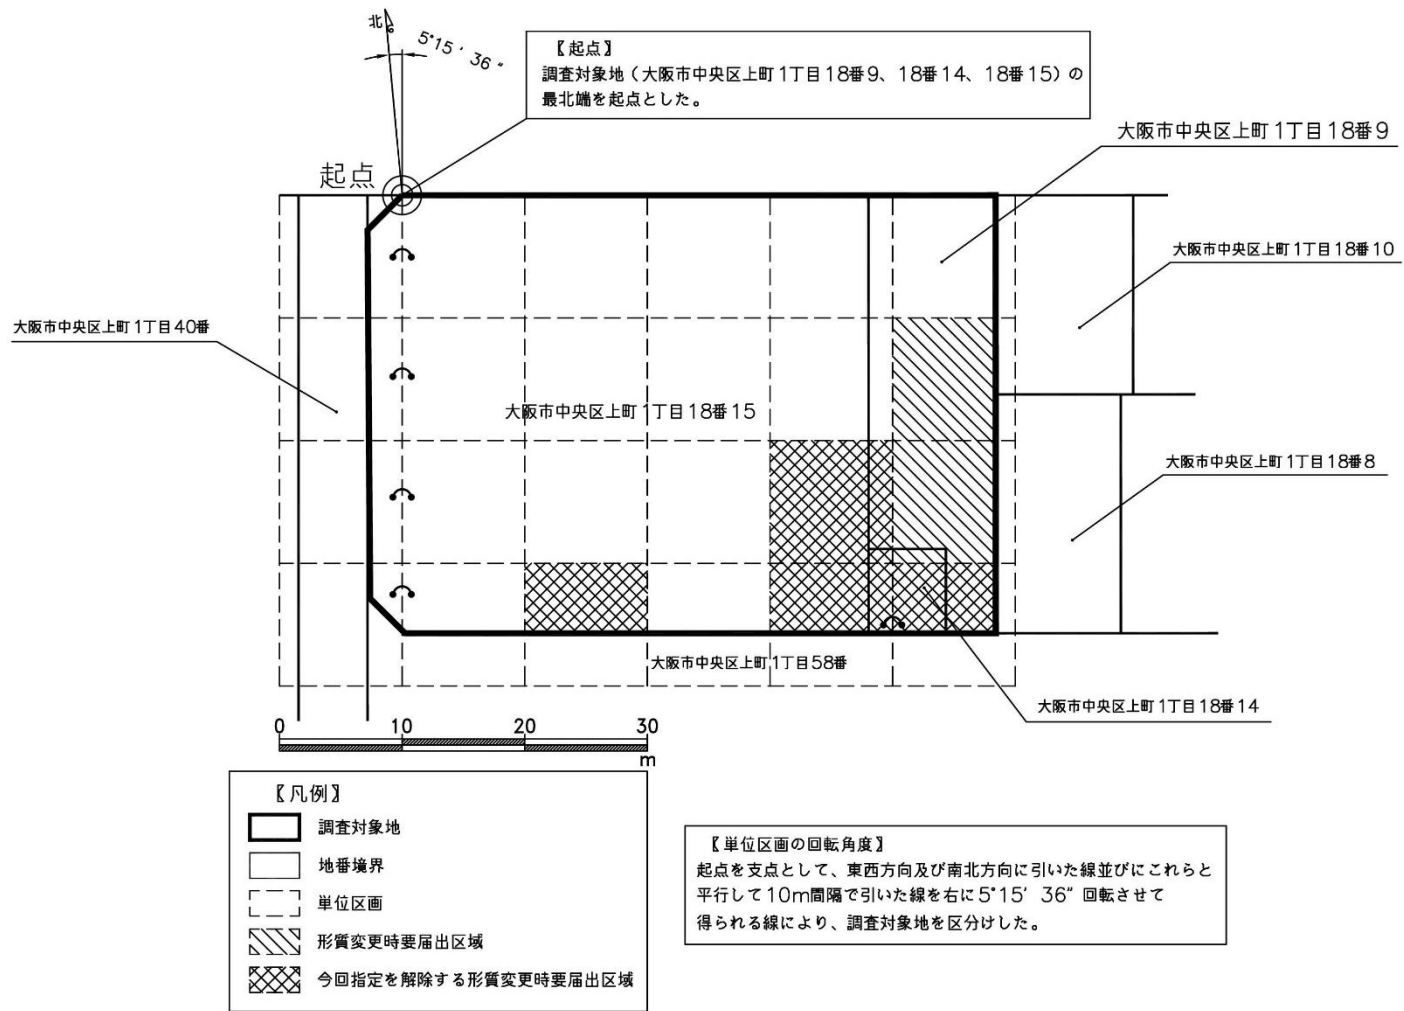 北
5°15′36″
【起点】
調査対象地（大阪市中央区上町1丁目18番9、18番14、18番15）の
最北端を起点とした。
大阪市中央区上町1丁目18番9
起点
大阪市中央区上町1丁目18番10
大阪市中央区上町1丁目40番
大阪市中央区上町1丁目18番15
大阪市中央区上町1丁目18番8
大阪市中央区上町1丁目58番
大阪市中央区上町1丁目18番14
0 10 20 30
m
【凡例】
調査対象地
地番境界
単位区画
形質変更時要届出区域
今回指定を解除する形質変更時要届出区域
【単位区画の回転角度】
起点を支点として、東西方向及び南北方向に引いた線並びにこれらと
平行して10m間隔で引いた線を右に5°15′36″回転させて
得られる線により、調査対象地を区分けした。